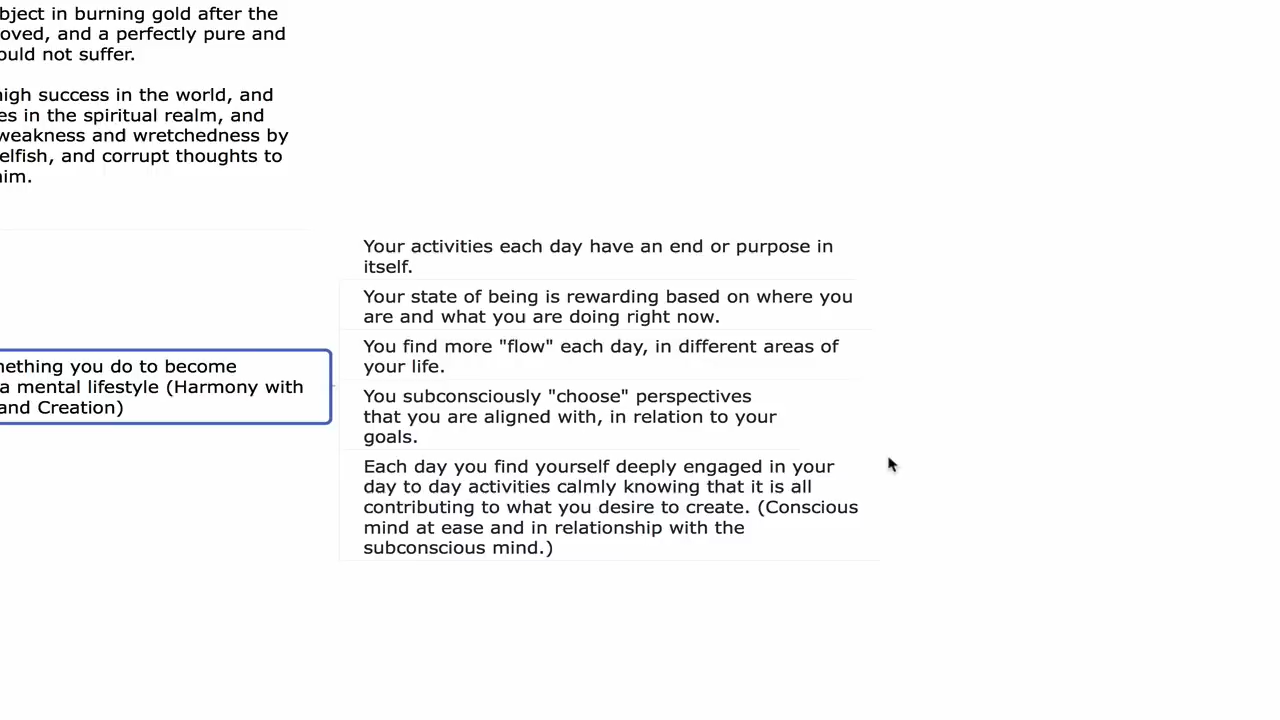 bject in burning gold after the
oved, and a perfectly pure and
ould not suffer.
high success in the world, and
es in the spiritual realm, and
weakness and wretchedness by
elfish, and corrupt thoughts to
him.
Your activities each day have an end or purpose in
itself.
Your state of being is rewarding based on where you
are and what you are doing right now.
You find more "flow" each day, in different areas of
your life.
mething you do to become
a mental lifestyle (Harmony with
and Creation)
You subconsciously "choose" perspectives
that you are aligned with, in relation to your
goals.
Each day you find yourself deeply engaged in your
day to day activities calmly knowing that it is all
contributing to what you desire to create. (Conscious
mind at ease and in relationship with the
subconscious mind.)